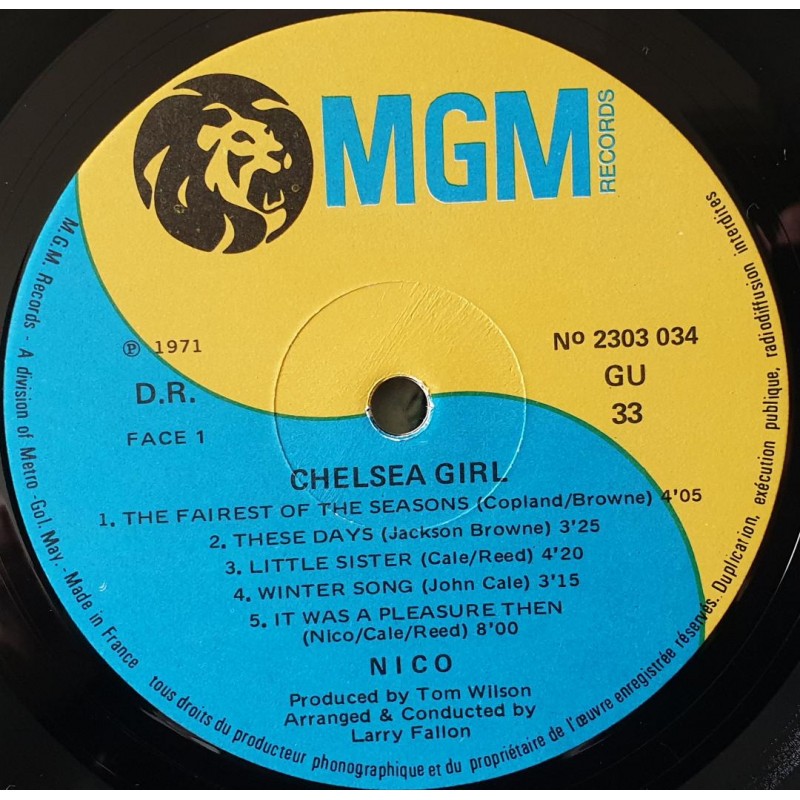 MGM
RECORDS
℗ 1971
D.R.
FACE 1
Nº 2303 034
GU
33
CHELSEA GIRL
1. THE FAIREST OF THE SEASONS (Copland/Browne) 4'05
2. THESE DAYS (Jackson Browne) 3'25
3. LITTLE SISTER (Cale/Reed) 4'20
4. WINTER SONG (John Cale) 3'15
5. IT WAS A PLEASURE THEN
(Nico/Cale/Reed) 8'00
NICO
Produced by Tom Wilson
Arranged & Conducted by
Larry Fallon
M.G.M. Records - A division of Metro - Gol. May. - Made in France
tous droits du producteur phonographique et du propriétaire de l'œuvre enregistrée réservés. Duplication, exécution publique, radiodiffusion interdites